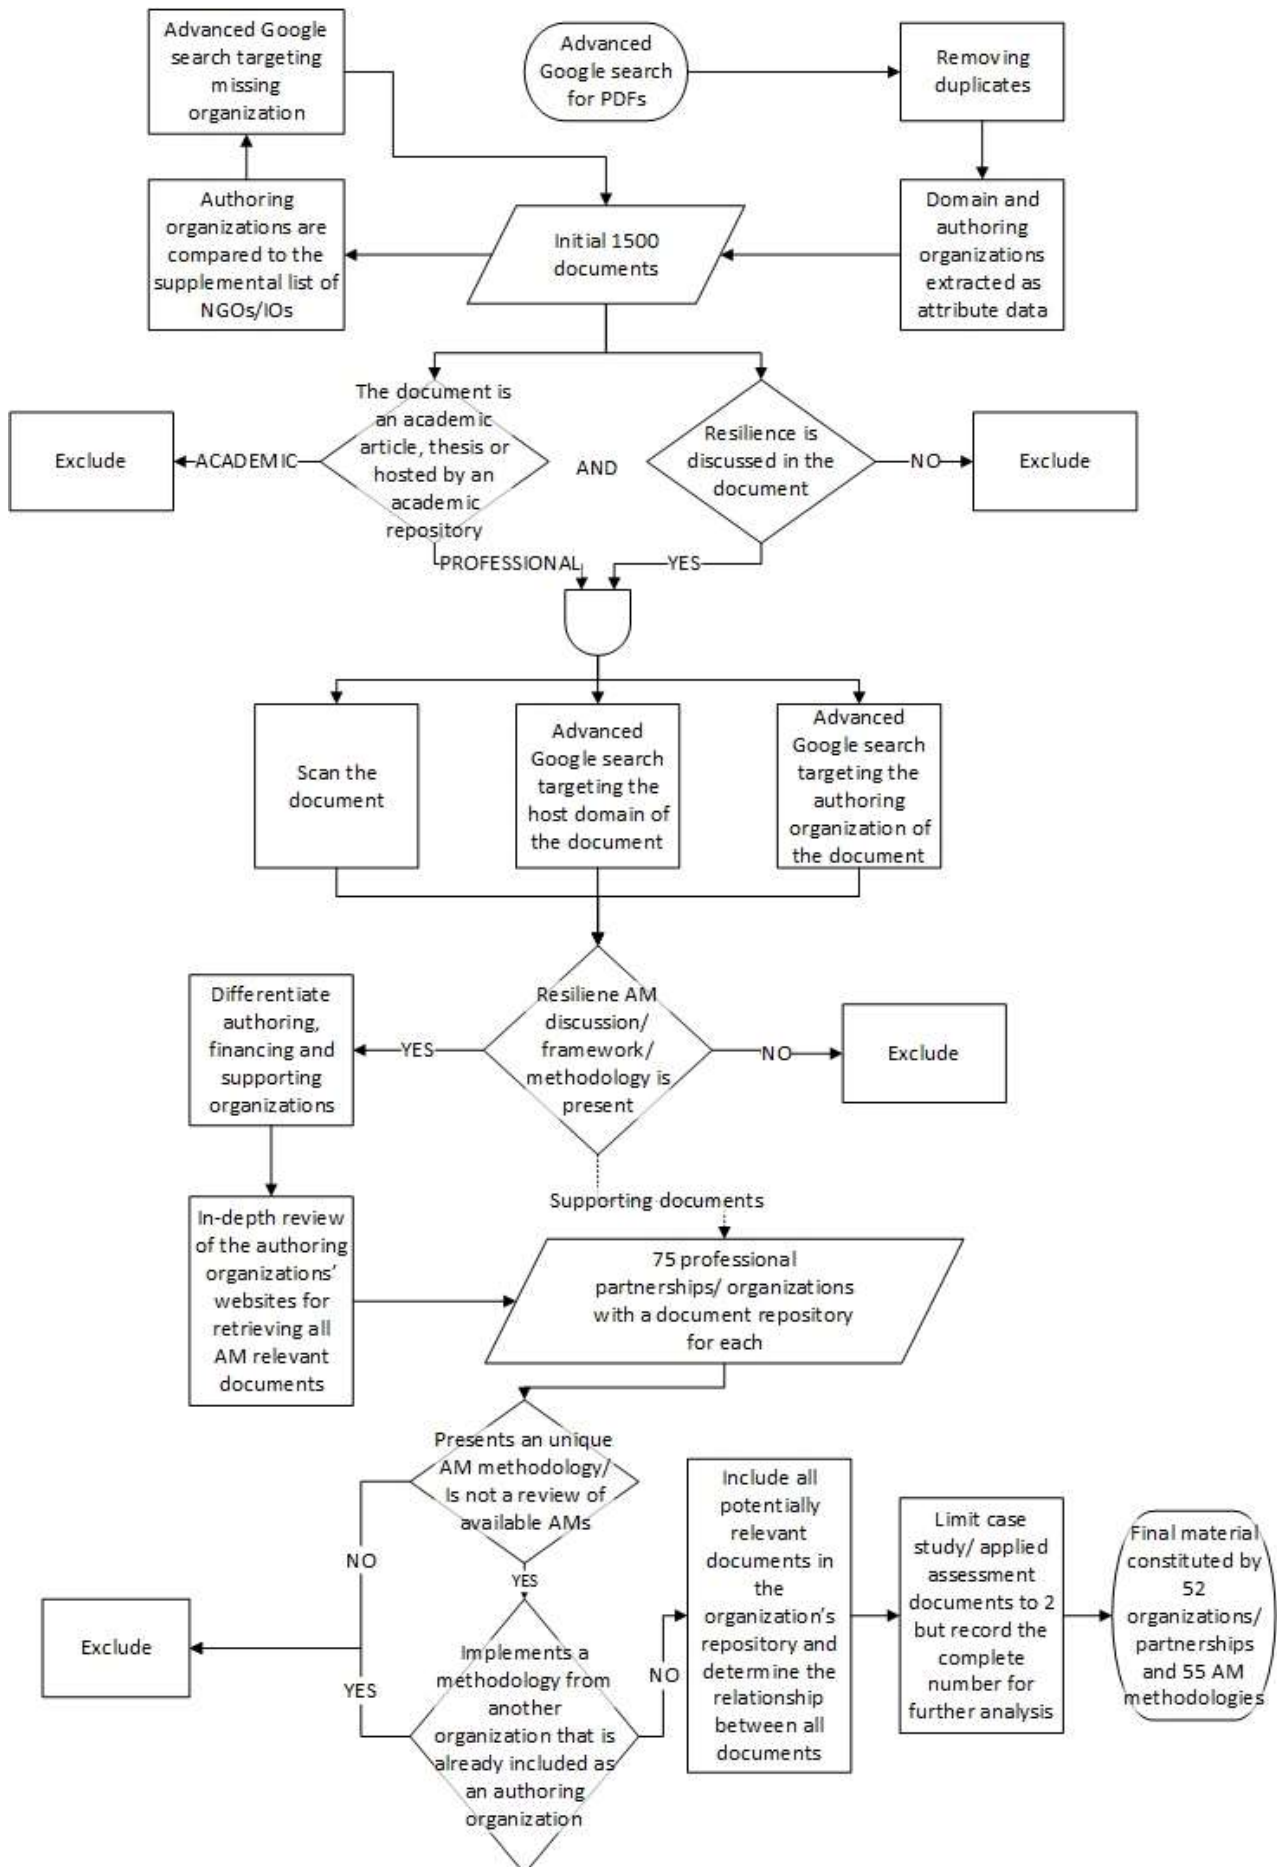 Advanced Google
search targeting
missing
organization
Advanced
Google search
for PDFs
Removing
duplicates
Authoring
organizations are
compared to the
supplemental list of
NGOs/IOs
Initial 1500
documents
Domain and
authoring
organizations
extracted as
attribute data
Exclude
ACADEMIC
The document is
an academic
article, thesis or
hosted by an
academic
repository
AND
Resilience is
discussed in the
document
NO
Exclude
PROFESSIONAL
YES
Scan the
document
Advanced
Google search
targeting the
host domain of
the document
Advanced
Google search
targeting the
authoring
organization of
the document
Differentiate
authoring,
financing and
supporting
organizations
YES
Resiliene AM
discussion/
framework/
methodology is
present
NO
Exclude
Supporting documents
In-depth review
of the authoring
organizations’
websites for
retrieving all
AM relevant
documents
75 professional
partnerships/ organizations
with a document repository
for each
Presents an unique
AM methodology/
Is not a review of
available AMs
NO
YES
Exclude
YES
Implements a
methodology from
another
organization that is
already included as
an authoring
organization
NO
Include all
potentially
relevant
documents in
the
organization’s
repository and
determine the
relationship
between all
documents
Limit case
study/ applied
assessment
documents to 2
but record the
complete
number for
further analysis
Final material
constituted by
52
organizations/
partnerships
and 55 AM
methodologies